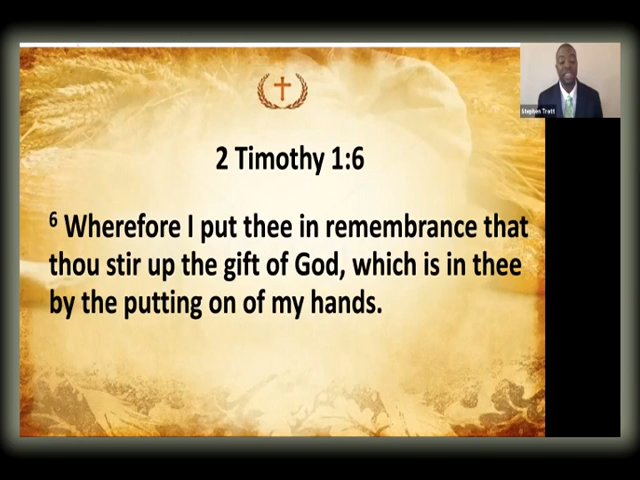 Stephen Trott
2 Timothy 1:6
6 Wherefore I put thee in remembrance that
thou stir up the gift of God, which is in thee
by the putting on of my hands.